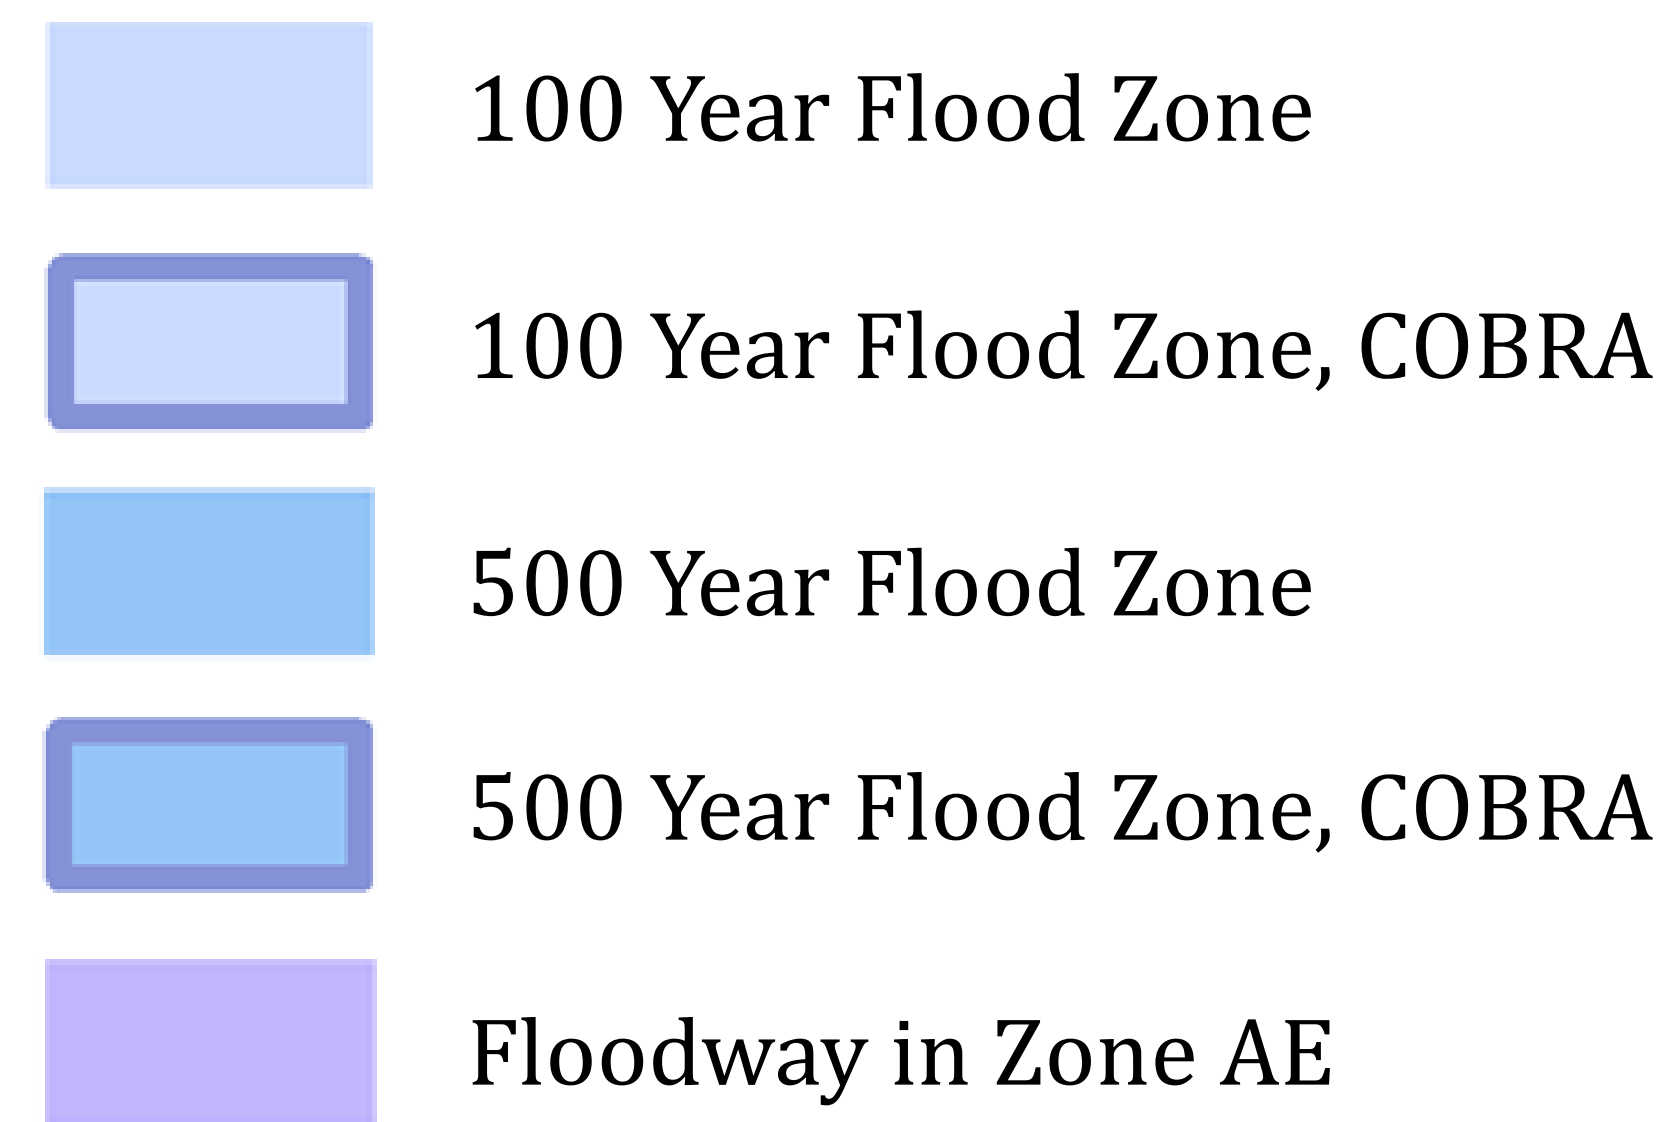 100 Year Flood Zone
100 Year Flood Zone, COBRA
500 Year Flood Zone
500 Year Flood Zone, COBRA
Floodway in Zone AE